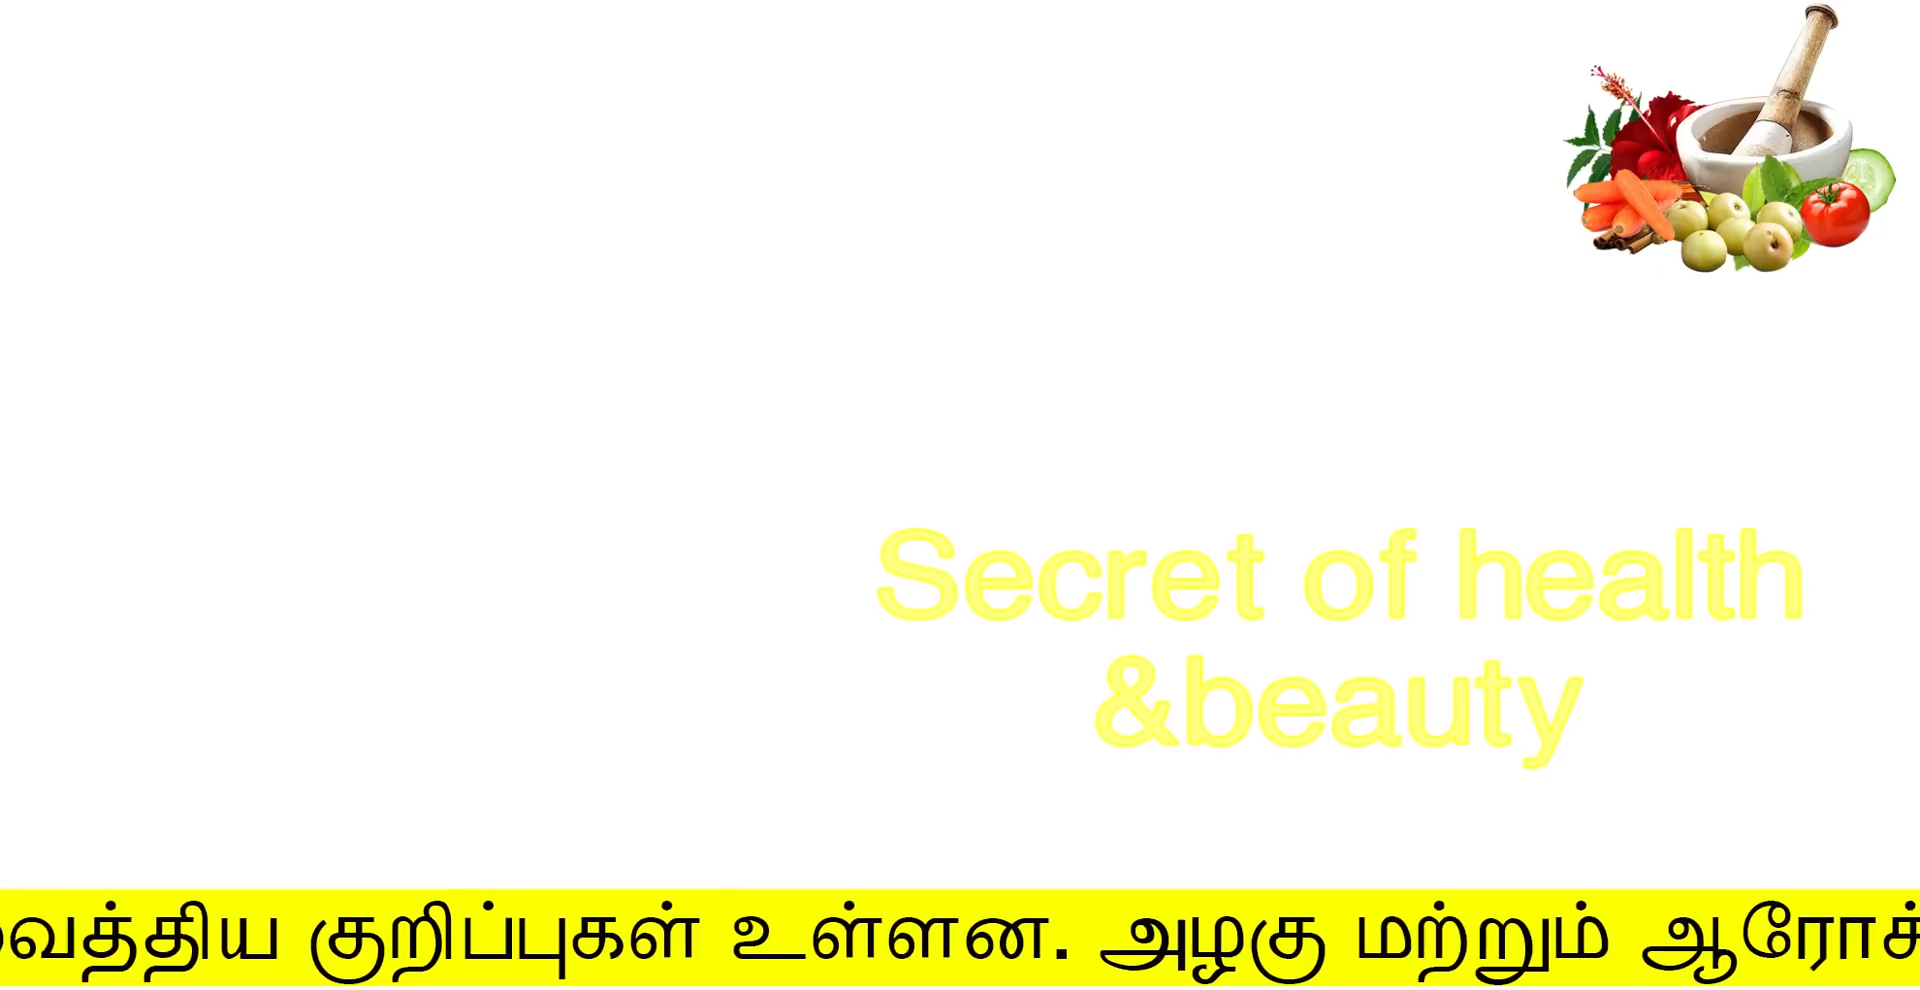 Secret of health
&beauty
குறிப்புகள் உள்ளன. அழகு மற்றும்